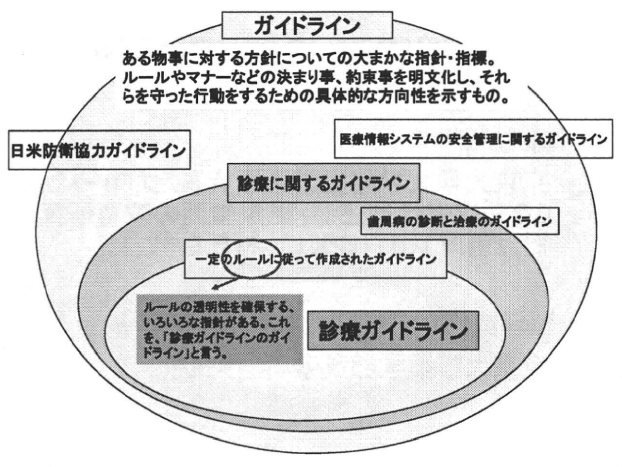 ガイドライン
ある物事に対する方針についての大まかな指針・指標。
ルールやマナーなどの決まり事、約束事を明文化し、それ
らを守った行動をするための具体的な方向性を示すもの。
日米防衛協力ガイドライン
医療情報システムの安全管理に関するガイドライン
診療に関するガイドライン
歯周病の診断と治療のガイドライン
一定のルールに従って作成されたガイドライン
ルールの透明性を確保する、
いろいろな指針がある。これ
を、「診療ガイドラインのガイ
ドライン」と言う。
診療ガイドライン